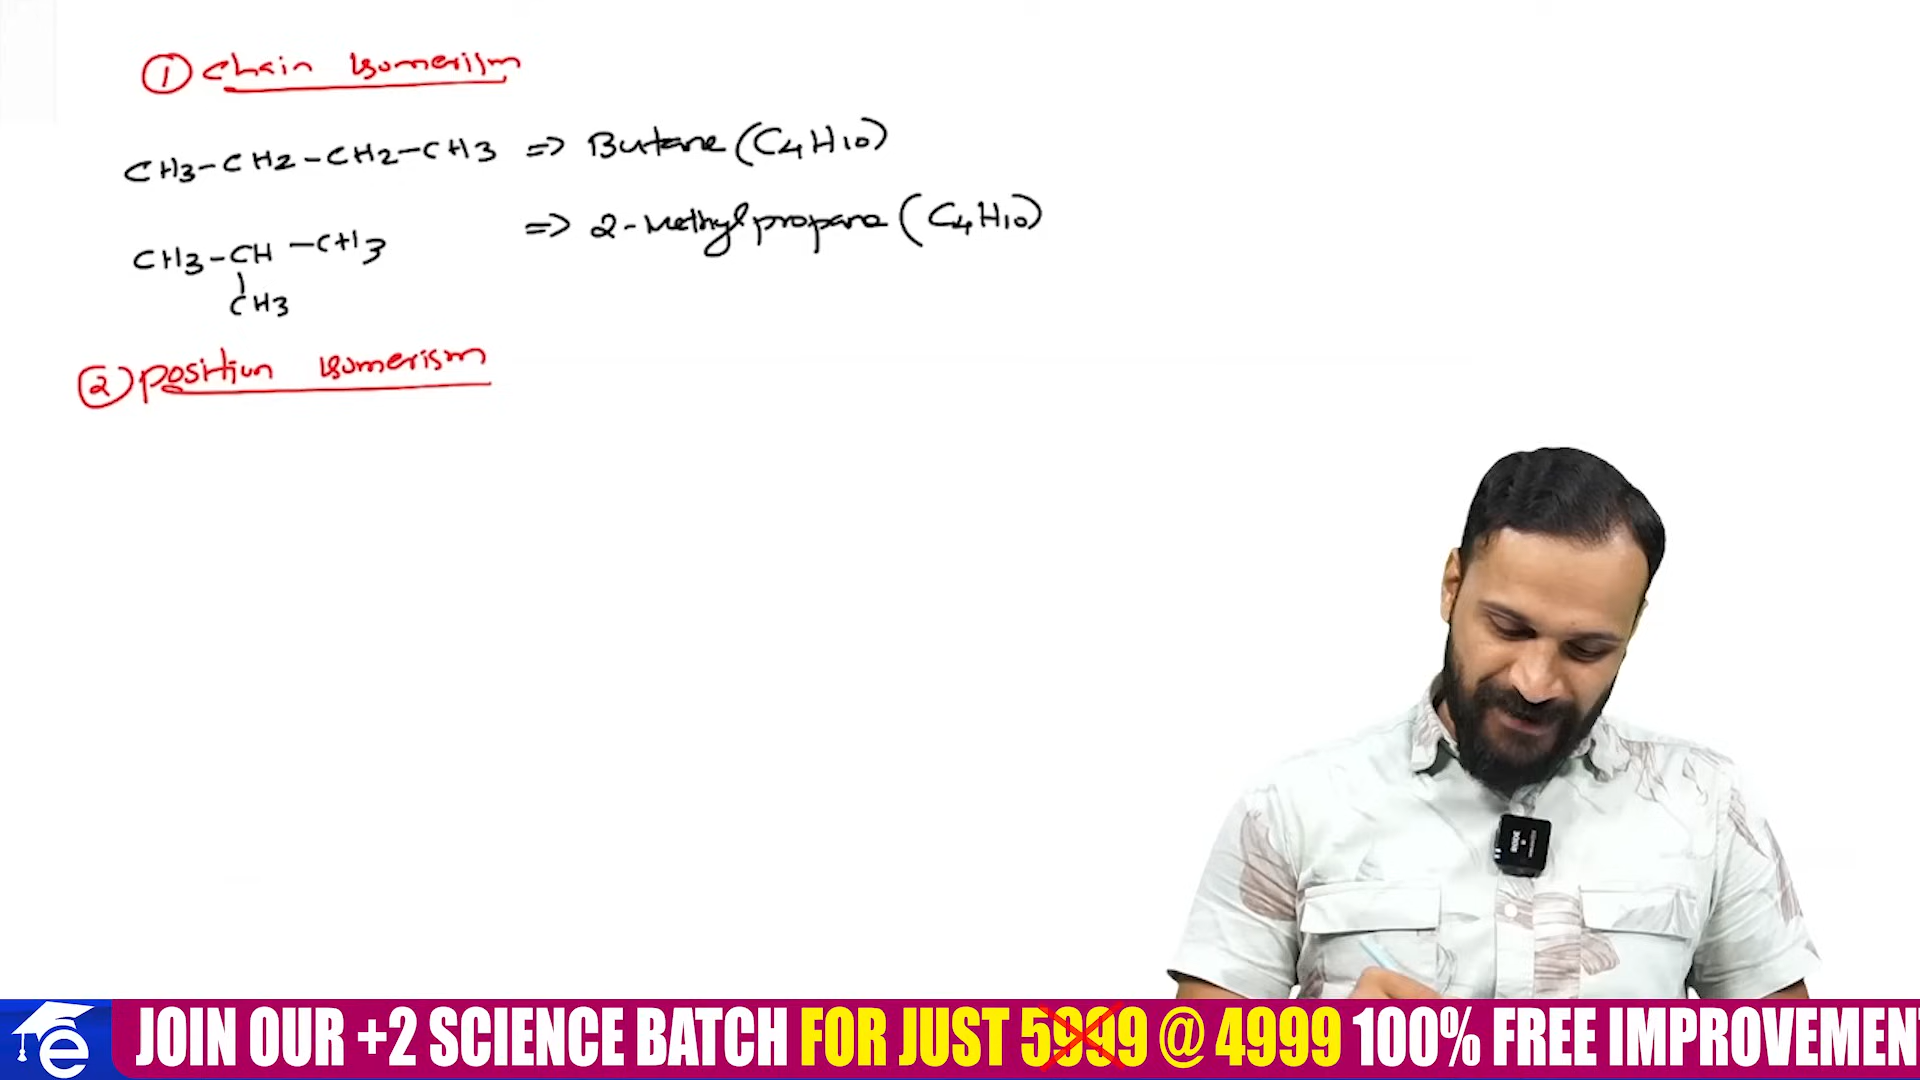 ① Chain isomerism
CH3-CH2-CH2-CH3 => Butane (C4H10)
CH3-CH-CH3 => 2-Methylpropane (C4H10)
|
CH3
② Position isomerism
e JOIN OUR +2 SCIENCE BATCH FOR JUST 5999 @ 4999 100% FREE IMPROVEMEN